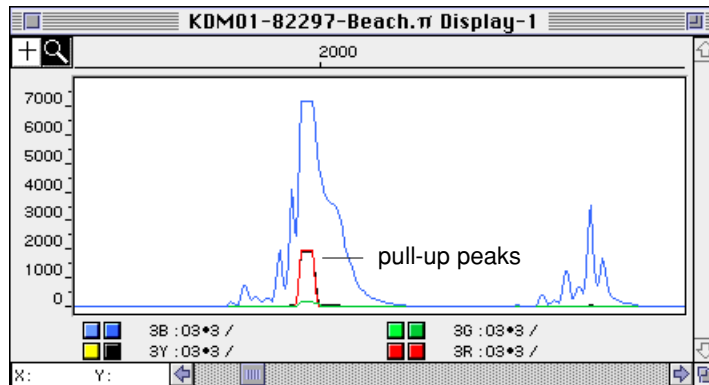 KDM01-82297-Beach.π Display-1
2000
7000
6000
5000
4000
3000
2000
1000
0
pull-up peaks
3B:03•3 / 3G:03•3 /
3Y:03•3 / 3R:03•3 /
X: Y: